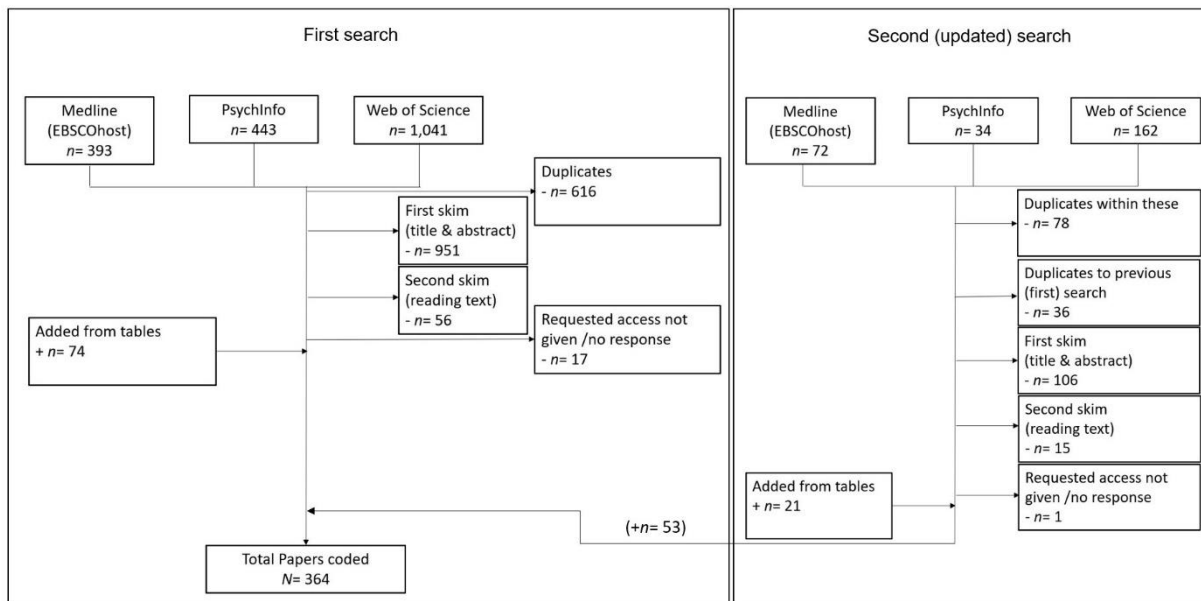 First search
Medline
(EBSCOhost)
n= 393
PsychInfo
n= 443
Web of Science
n= 1,041
Duplicates
- n= 616
First skim
(title & abstract)
- n= 951
Second skim
(reading text)
- n= 56
Requested access not
given /no response
- n= 17
Added from tables
+ n= 74
Total Papers coded
N= 364
Second (updated) search
Medline
(EBSCOhost)
n= 72
PsychInfo
n= 34
Web of Science
n= 162
Duplicates within these
- n= 78
Duplicates to previous
(first) search
- n= 36
First skim
(title & abstract)
- n= 106
Second skim
(reading text)
- n= 15
Requested access not
given /no response
- n= 1
Added from tables
+ n= 21
(+n= 53)